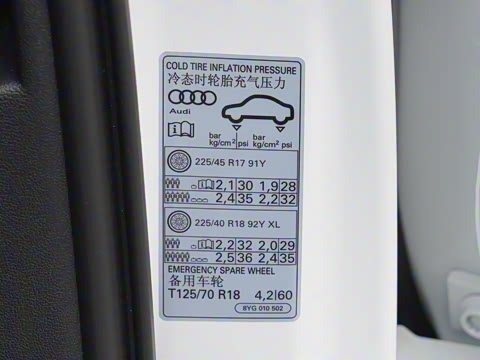 COLD TIRE INFLATION PRESSURE
冷态时轮胎充气压力
Audi
bar bar
kg/cm² psi kg/cm² psi
225/45 R17 91Y
2,1 30 1,9 28
2,4 35 2,2 32
225/40 R18 92Y XL
2,2 32 2,0 29
2,5 36 2,4 35
EMERGENCY SPARE WHEEL
备用车轮
T125/70 R18 4,2 60
8YG 010 502